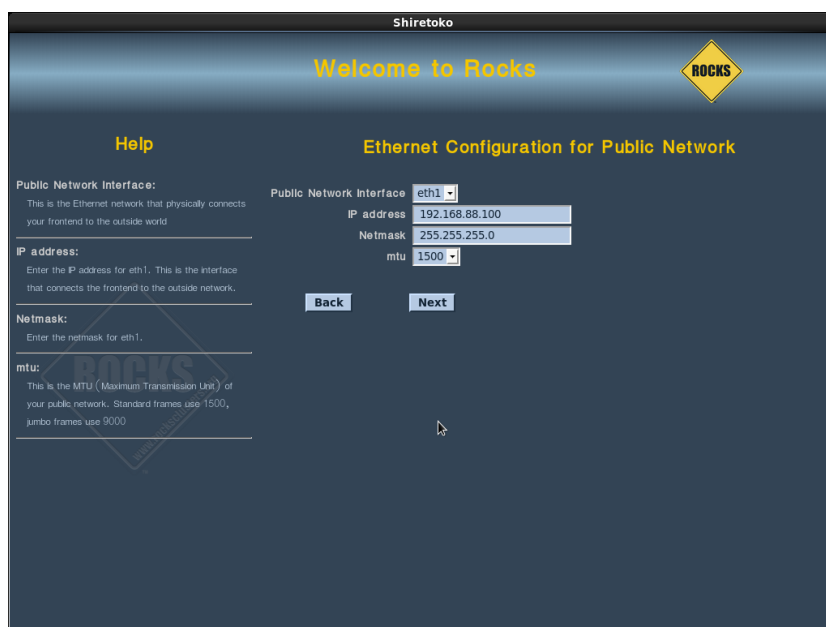 Shiretoko
Welcome to Rocks
ROCKS
Help
Public Network Interface:
This is the Ethernet network that physically connects
your frontend to the outside world
IP address:
Enter the IP address for eth1. This is the interface
that connects the frontend to the outside network.
Netmask:
Enter the netmask for eth1.
mtu:
This is the MTU (Maximum Transmission Unit) of
your public network. Standard frames use 1500,
jumbo frames use 9000
ROCKS
Ethernet Configuration for Public Network
Public Network Interface eth1
IP address 192.168.88.100
Netmask 255.255.255.0
mtu 1500
Back Next